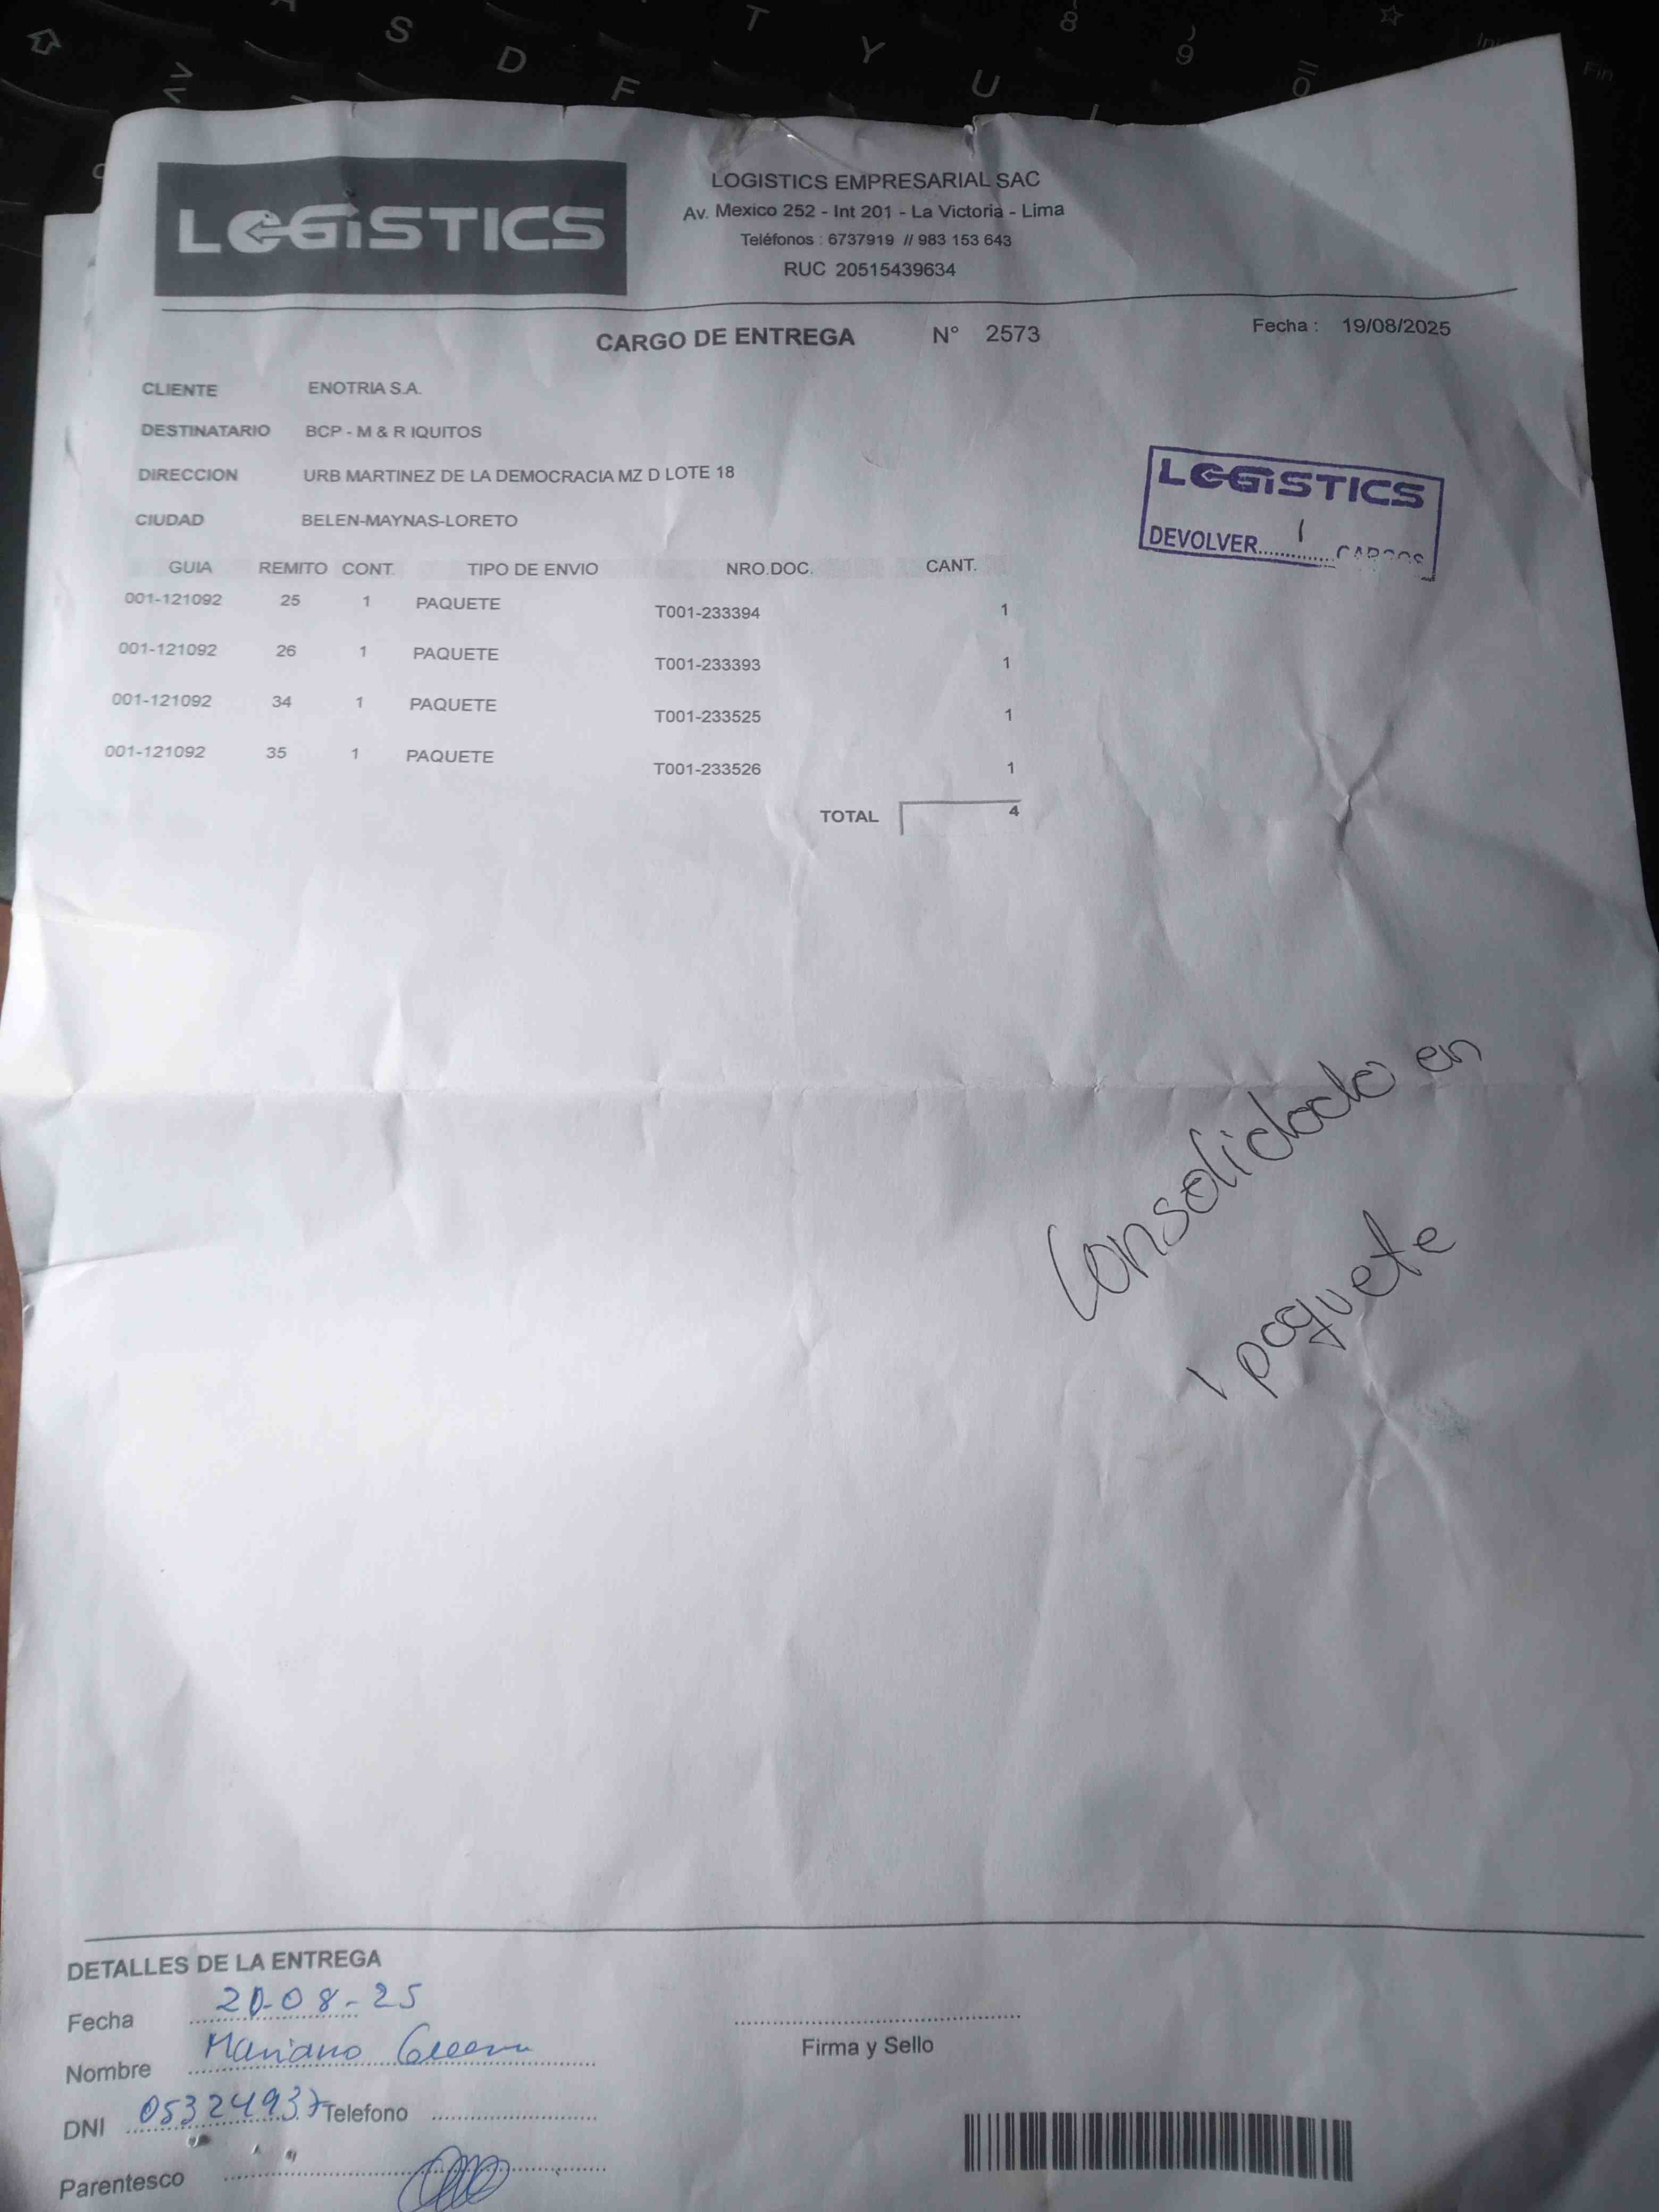 LOGISTICS
LOGISTICS EMPRESARIAL SAC
Av. Mexico 252 - Int 201 - La Victoria - Lima
Teléfonos : 6737919 // 983 153 643
RUC 20515439634
CARGO DE ENTREGA N° 2573 Fecha : 19/08/2025
CLIENTE ENOTRIA S.A.
DESTINATARIO BCP - M & R IQUITOS
DIRECCION URB MARTINEZ DE LA DEMOCRACIA MZ D LOTE 18
CIUDAD BELEN-MAYNAS-LORETO
LOGISTICS
DEVOLVER 1 CARGOS
GUIA REMITO CONT. TIPO DE ENVIO NRO.DOC. CANT.
001-121092 25 1 PAQUETE T001-233394 1
001-121092 26 1 PAQUETE T001-233393 1
001-121092 34 1 PAQUETE T001-233525 1
001-121092 35 1 PAQUETE T001-233526 1
TOTAL 4
Consolidado en
1 paquete
DETALLES DE LA ENTREGA
Fecha 20-08-25
Nombre Mariano
Firma y Sello
DNI 05324937 Telefono
Parentesco
S D F T Y U 8 9 0
Fin